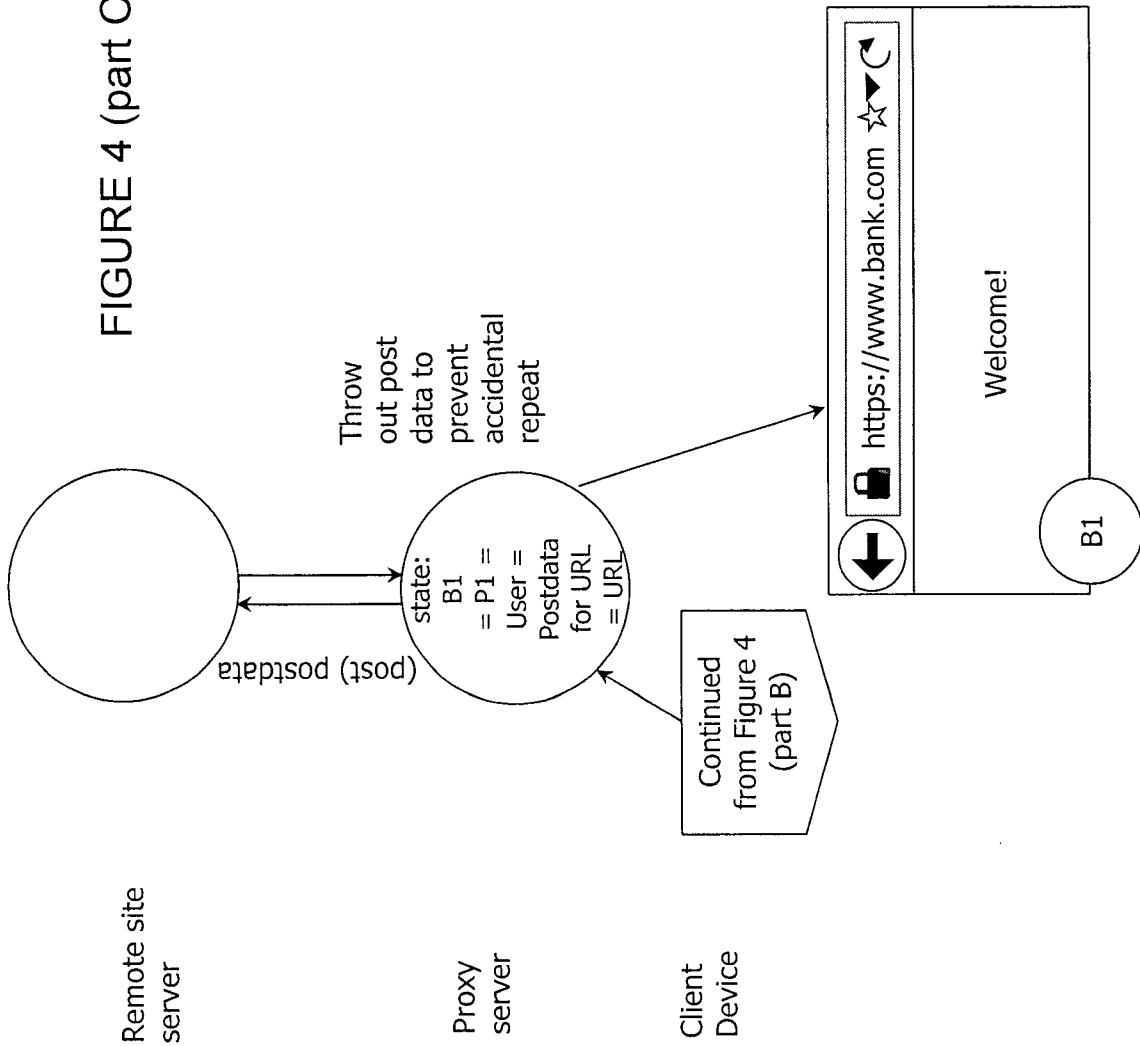 FIGURE 4 (part C
Remote site
server
(post) postdata
Throw
out post
data to
prevent
accidental
repeat
Proxy
server
state:
B1
= P1 =
User =
Postdata
for URL
= URL
Client
Device
Continued
from Figure 4
(part B)
https://www.bank.com
Welcome!
B1